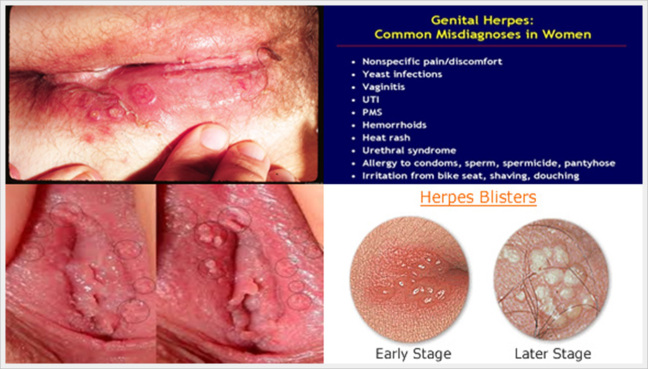 Genital Herpes:
Common Misdiagnoses in Women
• Nonspecific pain/discomfort
• Yeast infections
• Vaginitis
• UTI
• PMS
• Hemorrhoids
• Heat rash
• Urethral syndrome
• Allergy to condoms, sperm, spermicide, pantyhose
• Irritation from bike seat, shaving, douching
Herpes Blisters
Early Stage
Later Stage